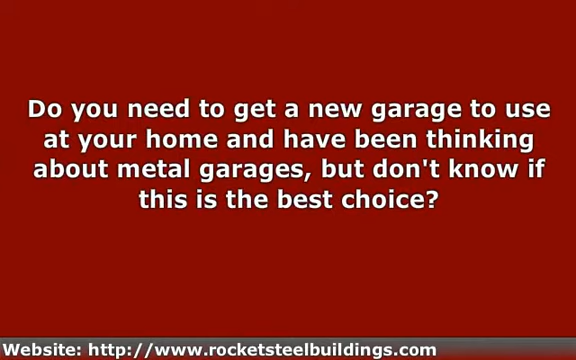 Do you need to get a new garage to use
at your home and have been thinking
about metal garages, but don't know if
this is the best choice?
Website: http://www.rocketsteelbuildings.com